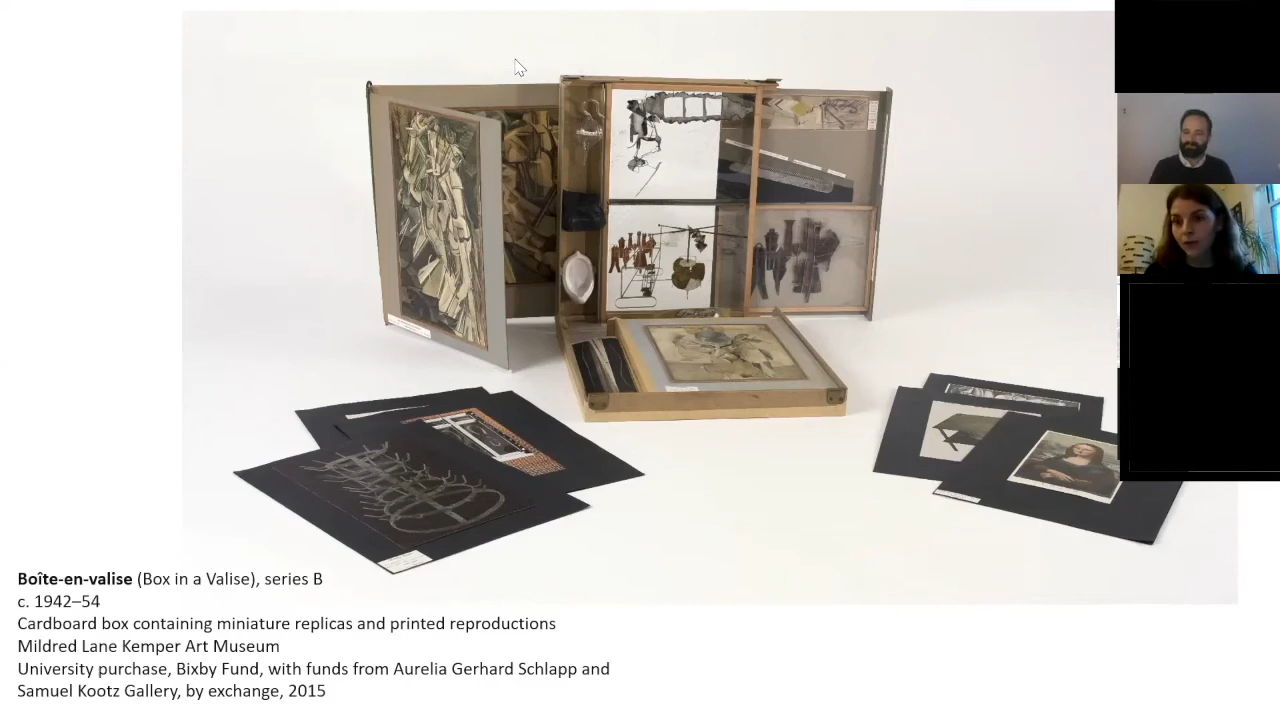 Boîte-en-valise (Box in a Valise), series B
c. 1942–54
Cardboard box containing miniature replicas and printed reproductions
Mildred Lane Kemper Art Museum
University purchase, Bixby Fund, with funds from Aurelia Gerhard Schlapp and
Samuel Kootz Gallery, by exchange, 2015